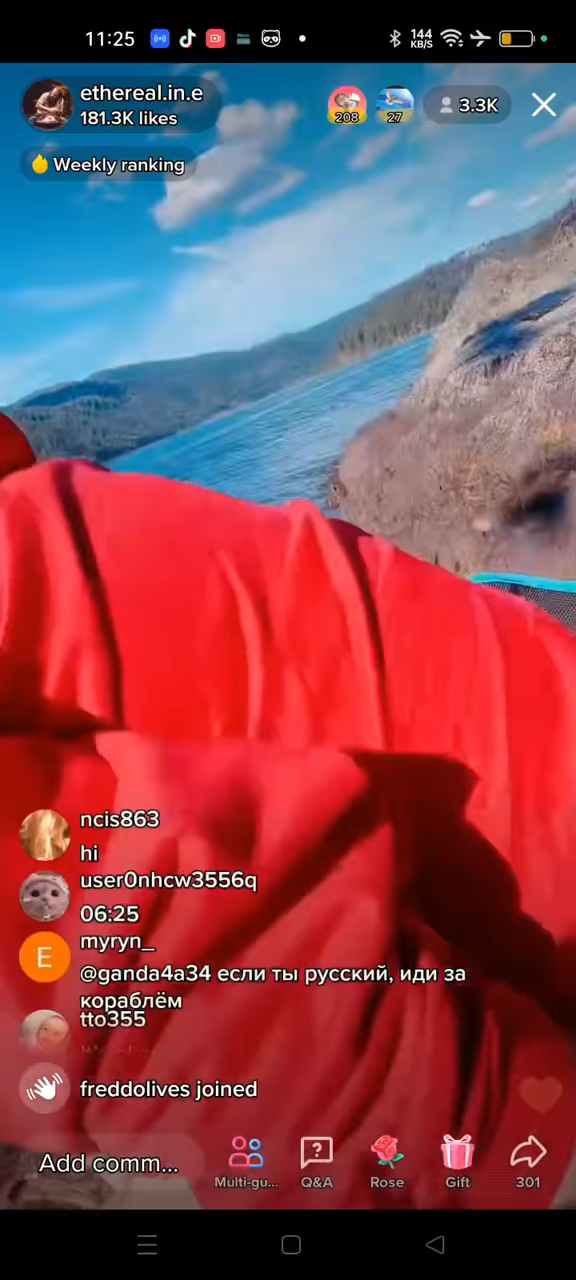 11:25
144
KB/S
ethereal.in.e
181.3K likes
208
27
3.3K
Weekly ranking
ncis863
hi
user0nhcw3556q
06:25
E
myryn_
@ganda4a34 если ты русский, иди за
кораблём
tto355
freddolives joined
Add comm...
Multi-gu...
Q&A
Rose
Gift
301